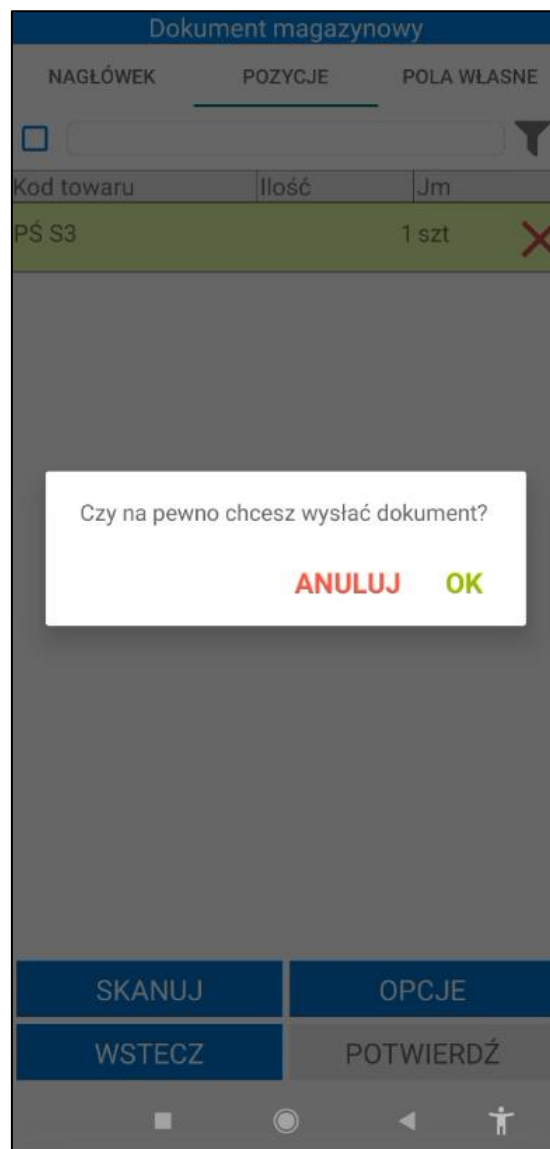 Dokument magazynowy
NAGŁÓWEK POZYCJE POLA WŁASNE
Kod towaru Ilość Jm
PŚ S3 1 szt
Czy na pewno chcesz wysłać dokument?
ANULUJ OK
SKANUJ OPCJE
WSTECZ POTWIERDŹ